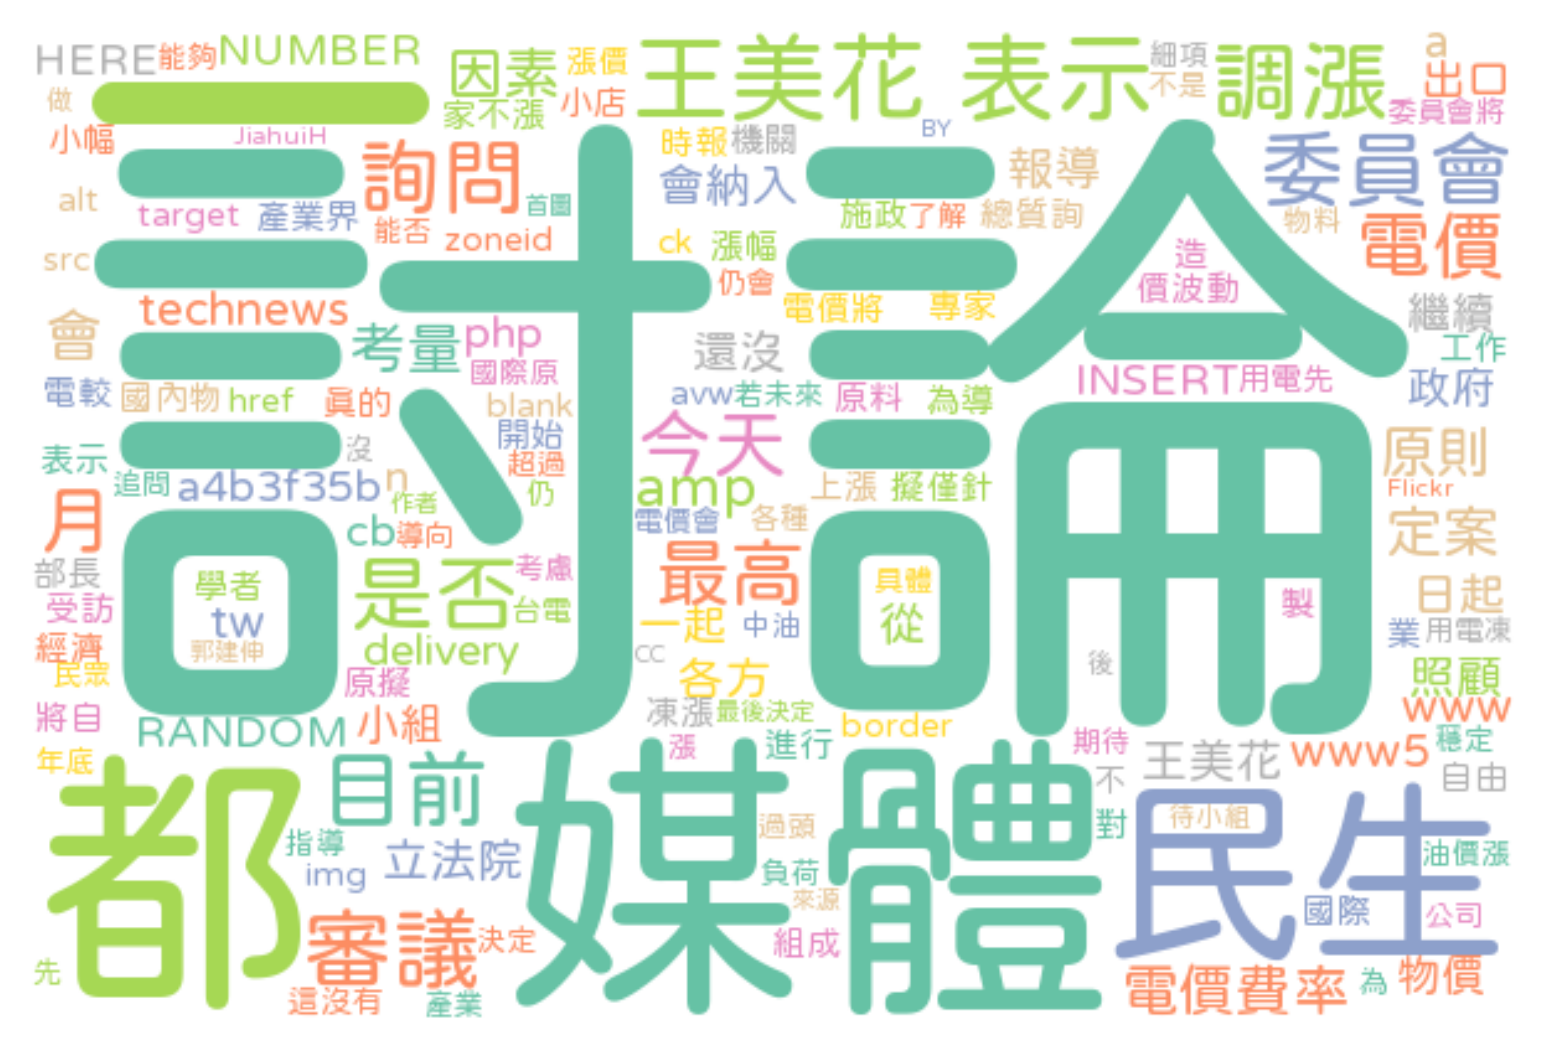 HERE
能夠
NUMBER
因素
漲價
王美花 表示
細項
調漲
a
出口
做
一
家不漲
小店
不是
委員會將
小幅
JiahuiH
詢問
討論
時報
機關
BY
報導
委員會
alt
target
產業界
能否
首圖
zoneid
會納入
施政
了解
總質詢
物料
電價
src
technews
ck
漲幅
仍會
電價將
專家
造
價波動
會
考量
php
國際原
還沒
繼續
工作
電較
國內物
href
真的
blank
開始
avw
若未來
原料
為導
INSERT
用電先
政府
表示
沒
追問
a4b3f35b
n
作者
超過
仍
今天
amp
上漲
擬僅針
原則
Flickr
月
cb
導向
電價會
各種
定案
部長
受訪
學者
tw
郭建伸
是否
考慮
台電
最高
具體
從
製
日起
經濟
民眾
delivery
一起
中油
業
用電凍
原擬
CC
各方
後
照顧
將自
RANDOM
小組
凍漲
最後決定
border
www
年底
都
目前
媒體
漲
進行
期待
不
王美花
www5
穩定
自由
指導
img
立法院
過頭
負荷
對
民生
待小組
油價漲
先
審議
決定
來源
組成
國際
公司
這沒有
產業
電價費率
為
物價